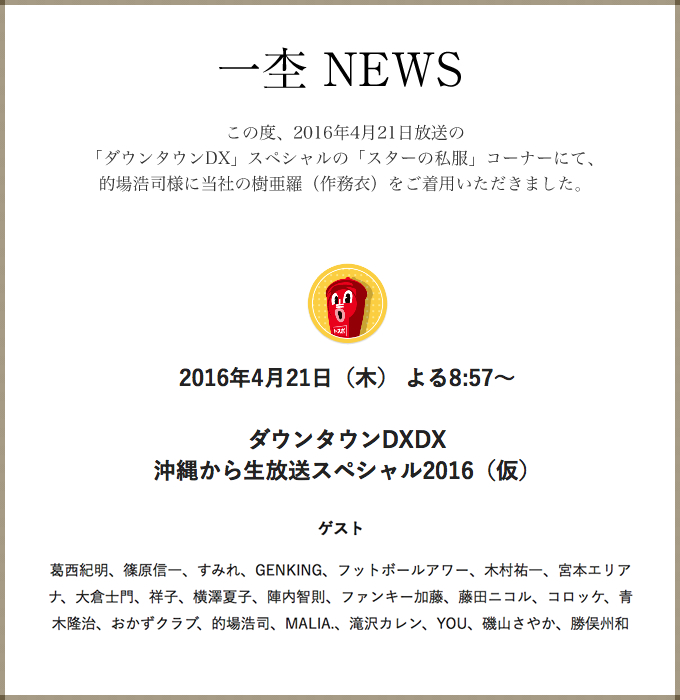 一杢 NEWS
この度、2016年4月21日放送の
「ダウンタウンDX」スペシャルの「スターの私服」コーナーにて、
的場浩司様に当社の樹亜羅（作務衣）をご着用いただきました。
2016年4月21日（木） よる8:57〜
ダウンタウンDXDX
沖縄から生放送スペシャル2016（仮）
ゲスト
葛西紀明、篠原信一、すみれ、GENKING、フットボールアワー、木村祐一、宮本エリア
ナ、大倉士門、祥子、横澤夏子、陣内智則、ファンキー加藤、藤田ニコル、コロッケ、青
木隆治、おかずクラブ、的場浩司、MALIA.、滝沢カレン、YOU、磯山さやか、勝俣州和